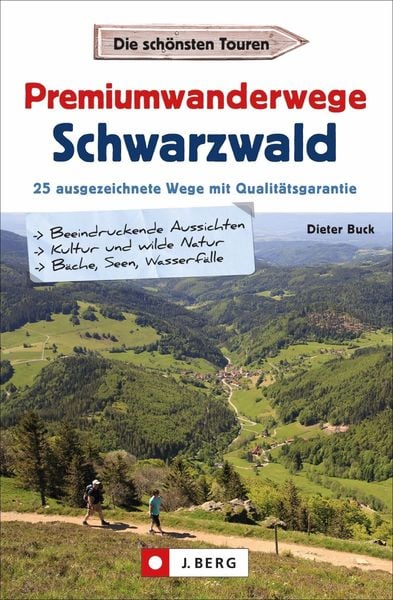 Die schönsten Touren
Premiumwanderwege
Schwarzwald
25 ausgezeichnete Wege mit Qualitätsgarantie
-> Beeindruckende Aussichten
-> Kultur und wilde Natur
-> Bäche, Seen, Wasserfälle
Dieter Buck
J. BERG